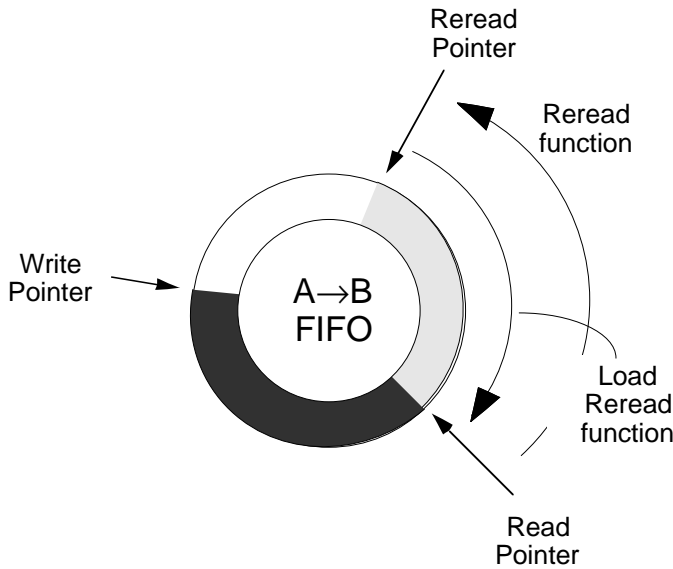 Reread
Pointer
Reread
function
Write
Pointer
A→B
FIFO
Load
Reread
function
Read
Pointer